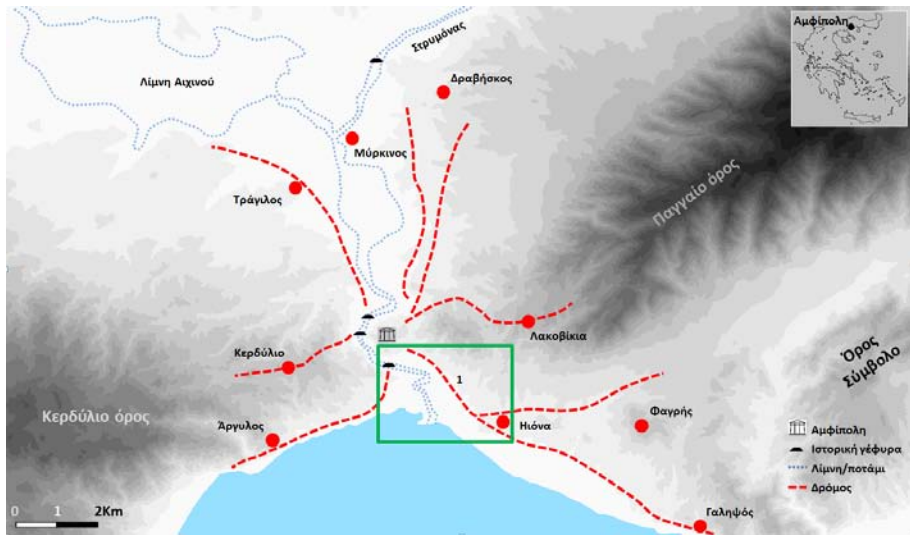 Αμφίπολη
Στρυμόνας
Λίμνη Αιχινού
Δραβήσκος
Μύρκινος
Τράγιλος
Παγγαίο όρος
Λακοβίκια
Κερδύλιο
Όρος
Σύμβολο
1
Κερδύλιο όρος
Άργυλος
Ηιόνα
Φαγρής
Αμφίπολη
Ιστορική γέφυρα
Λίμνη/ποτάμι
Δρόμος
0 1 2Km
Γαληψός